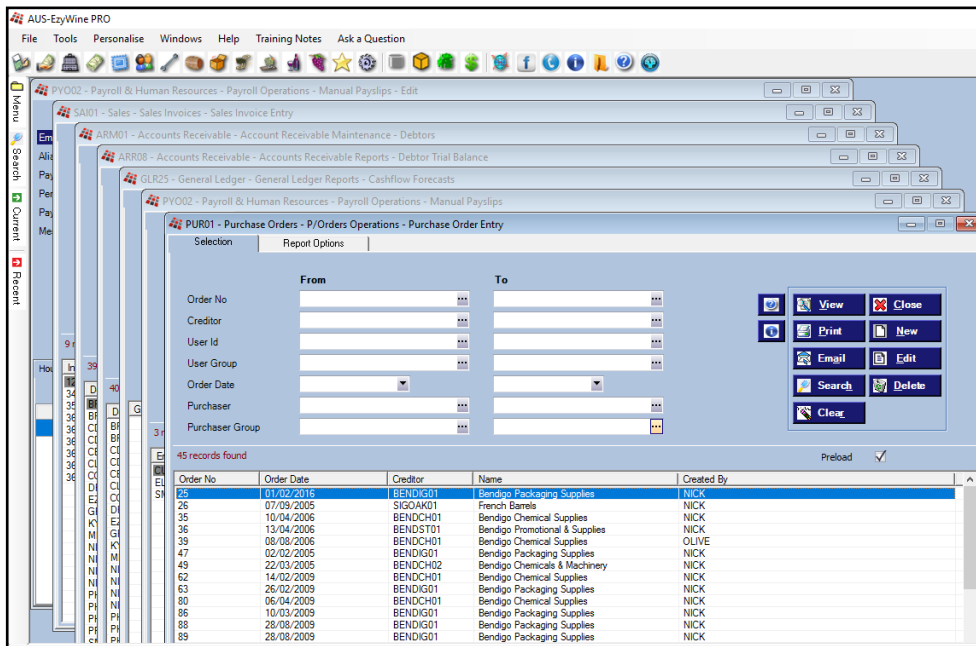 AUS-EzyWine PRO
File Tools Personalise Windows Help Training Notes Ask a Question
Menu
Search
Current
Recent
PYO02 - Payroll & Human Resources - Payroll Operations - Manual Payslips - Edit
SAI01 - Sales - Sales Invoices - Sales Invoice Entry
ARM01 - Accounts Receivable - Account Receivable Maintenance - Debtors
ARR08 - Accounts Receivable - Accounts Receivable Reports - Debtor Trial Balance
GLR25 - General Ledger - General Ledger Reports - Cashflow Forecasts
PYO02 - Payroll & Human Resources - Payroll Operations - Manual Payslips
PUR01 - Purchase Orders - P/Orders Operations - Purchase Order Entry
Selection Report Options
From To
Order No
Creditor
User Id
User Group
Order Date
Purchaser
Purchaser Group
View Close
Print New
Email Edit
Search Delete
Clear
45 records found Preload
Order No Order Date Creditor Name Created By
25 01/02/2016 BENDIG01 Bendigo Packaging Supplies NICK
26 07/09/2005 SIGOAK01 French Barrels NICK
35 10/04/2006 BENDCH01 Bendigo Chemical Supplies NICK
36 13/04/2006 BENDST01 Bendigo Promotional & Supplies NICK
39 08/08/2006 BENDCH01 Bendigo Chemical Supplies OLIVE
47 02/02/2005 BENDIG01 Bendigo Packaging Supplies NICK
49 22/03/2005 BENDCH02 Bendigo Chemicals & Machinery NICK
62 14/02/2009 BENDCH01 Bendigo Chemical Supplies NICK
63 26/02/2009 BENDIG01 Bendigo Packaging Supplies NICK
80 06/04/2009 BENDCH01 Bendigo Chemical Supplies NICK
86 10/03/2009 BENDIG01 Bendigo Packaging Supplies NICK
88 28/08/2009 BENDIG01 Bendigo Packaging Supplies NICK
89 28/08/2009 BENDIG01 Bendigo Packaging Supplies NICK